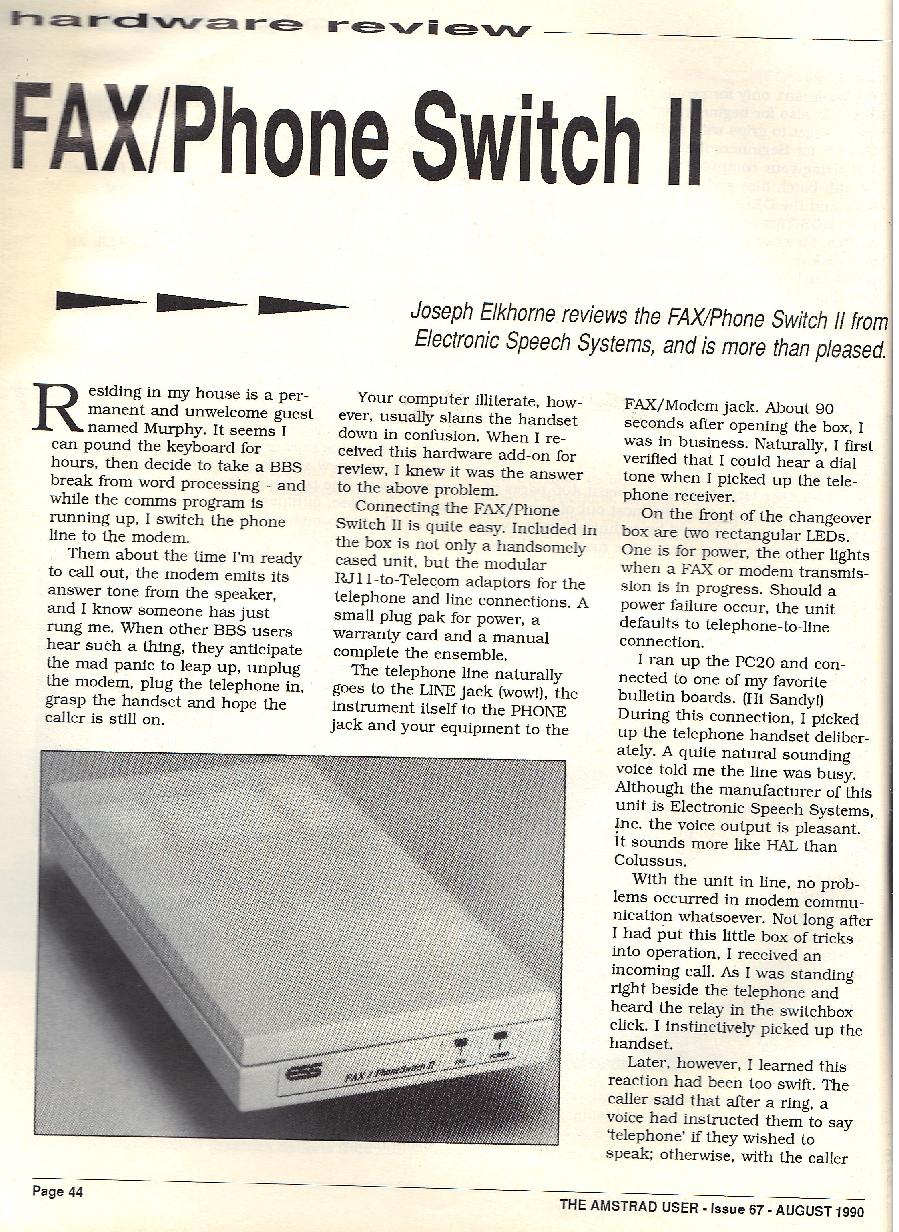 hardware review
FAX/Phone Switch II
Joseph Elkhorne reviews the FAX/Phone Switch II from
Electronic Speech Systems, and is more than pleased.
Residing in my house is a per-
manent and unwelcome guest
named Murphy. It seems I
can pound the keyboard for
hours, then decide to take a BBS
break from word processing - and
while the comms program is
running up, I switch the phone
line to the modem.
Them about the time I'm ready
to call out, the modem emits its
answer tone from the speaker,
and I know someone has just
rung me. When other BBS users
hear such a thing, they anticipate
the mad panic to leap up, unplug
the modem, plug the telephone in,
grasp the handset and hope the
caller is still on.
Your computer illiterate, how-
ever, usually slams the handset
down in confusion. When I re-
ceived this hardware add-on for
review, I knew it was the answer
to the above problem.
Connecting the FAX/Phone
Switch II is quite easy. Included in
the box is not only a handsomely
cased unit, but the modular
RJ11-to-Telecom adaptors for the
telephone and line connections. A
small plug pak for power, a
warranty card and a manual
complete the ensemble.
The telephone line naturally
goes to the LINE jack (wow!), the
instrument itself to the PHONE
jack and your equipment to the
FAX/Modem jack. About 90
seconds after opening the box, I
was in business. Naturally, I first
verified that I could hear a dial
tone when I picked up the tele-
phone receiver.
On the front of the changeover
box are two rectangular LEDs.
One is for power, the other lights
when a FAX or modem transmis-
sion is in progress. Should a
power failure occur, the unit
defaults to telephone-to-line
connection.
I ran up the PC20 and con-
nected to one of my favorite
bulletin boards. (Hi Sandy!)
During this connection, I picked
up the telephone handset deliber-
ately. A quite natural sounding
voice told me the line was busy.
Although the manufacturer of this
unit is Electronic Speech Systems,
Inc. the voice output is pleasant.
It sounds more like HAL than
Colussus.
With the unit in line, no prob-
lems occurred in modem commu-
nication whatsoever. Not long after
I had put this little box of tricks
into operation, I received an
incoming call. As I was standing
right beside the telephone and
heard the relay in the switchbox
click. I instinctively picked up the
handset.
Later, however, I learned this
reaction had been too swift. The
caller said that after a ring, a
voice had instructed them to say
'telephone' if they wished to
speak; otherwise, with the caller
ESS FAX / PhoneSwitch II
Page 44
THE AMSTRAD USER - Issue 67 - AUGUST 1990